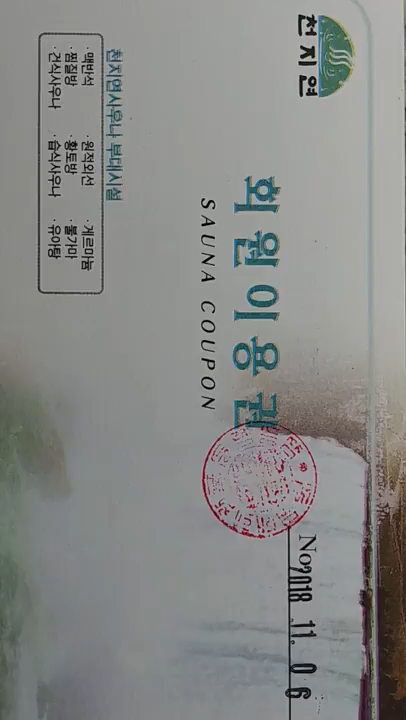 천지연
회원이용권
SAUNA COUPON
No 2018. 11. 0 6
천지연사우나 부대시설
·맥반석 ·원적외선 ·게르마늄
·찜질방 ·황토방 ·불가마
·건식사우나 ·습식사우나 ·유아탕